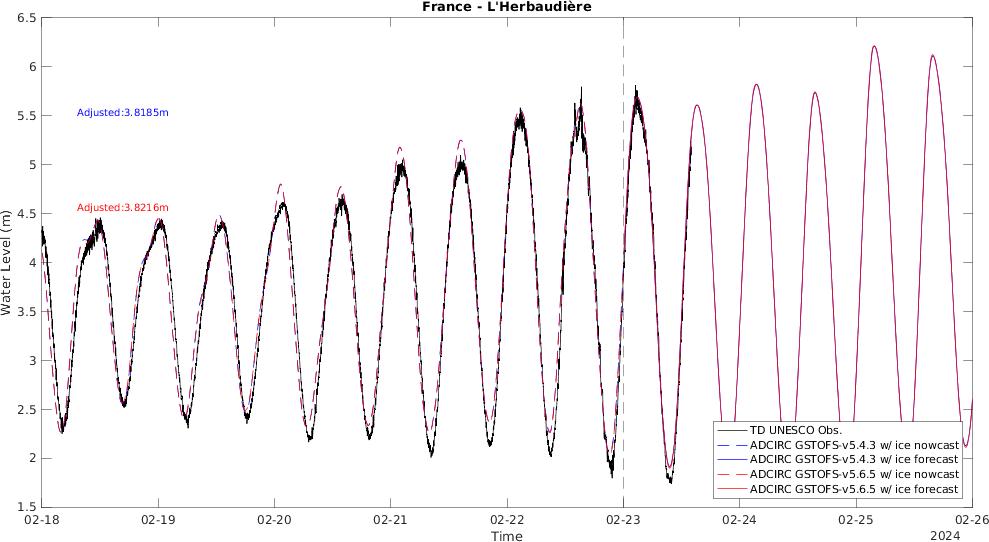 France - L'Herbaudière
6.5
6
5.5
5
4.5
4
3.5
3
2.5
2
1.5
Water Level (m)
Adjusted:3.8185m
Adjusted:3.8216m
TD UNESCO Obs.
ADCIRC GSTOFS-v5.4.3 w/ ice nowcast
ADCIRC GSTOFS-v5.4.3 w/ ice forecast
ADCIRC GSTOFS-v5.6.5 w/ ice nowcast
ADCIRC GSTOFS-v5.6.5 w/ ice forecast
02-18
02-19
02-20
02-21
02-22
02-23
02-24
02-25
02-26
Time
2024